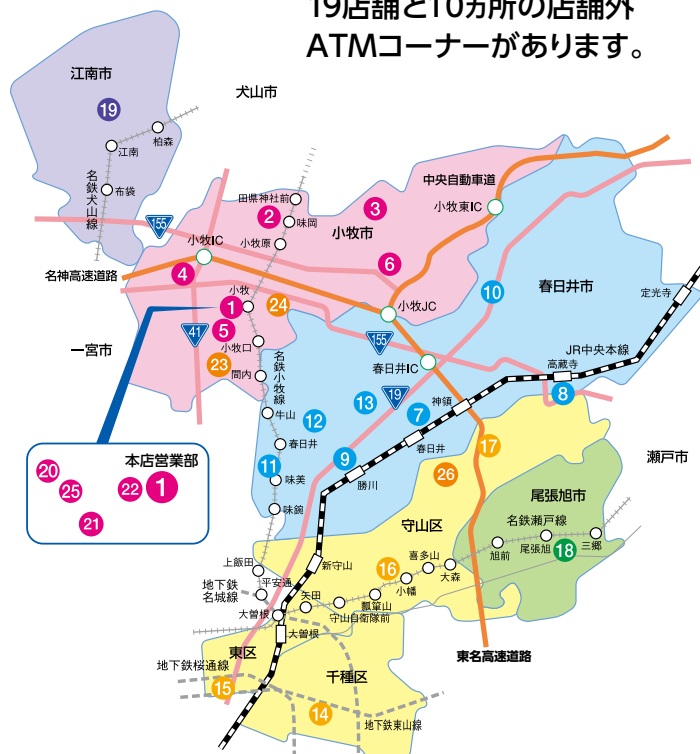 19店舗と10ヵ所の店舗外
ATMコーナーがあります。
江南市
犬山市
19
柏森
江南
布袋
名鉄犬山線
155
田県神社前
2
味岡
3
小牧市
中央自動車道
小牧東IC
小牧IC
小牧原
6
4
名神高速道路
小牧
1
24
小牧JC
10
春日井市
定光寺
5
41
小牧口
一宮市
23
間内
名鉄小牧線
155
春日井IC
JR中央本線
高蔵寺
8
牛山
12
13
19
7
神領
17
春日井
春日井
11
味美
9
勝川
味鋺
26
瀬戸市
本店営業部
20
25
22
1
21
守山区
尾張旭市
名鉄瀬戸線
尾張旭
三郷
18
旭前
上飯田
新守山
喜多山
16
大森
小幡
地下鉄
名城線
平安通
矢田
瓢箪山
守山自衛隊前
大曽根
大曽根
東区
地下鉄桜通線
15
千種区
14
地下鉄東山線
東名高速道路